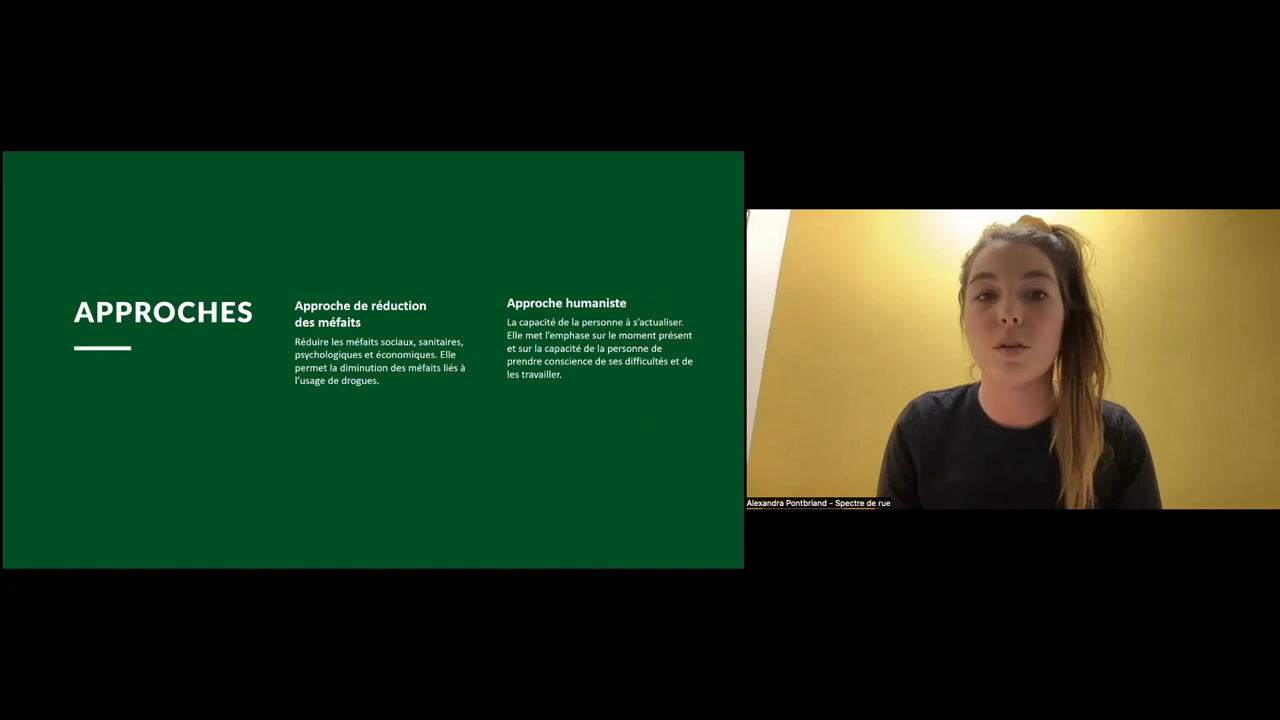 APPROCHES
Approche de réduction
des méfaits
Réduire les méfaits sociaux, sanitaires,
psychologiques et économiques. Elle
permet la diminution des méfaits liés à
l'usage de drogues.
Approche humaniste
La capacité de la personne à s'actualiser.
Elle met l'emphase sur le moment présent
et sur la capacité de la personne de
prendre conscience de ses difficultés et de
les travailler.
Alexandra Pontbriand - Spectre de rue